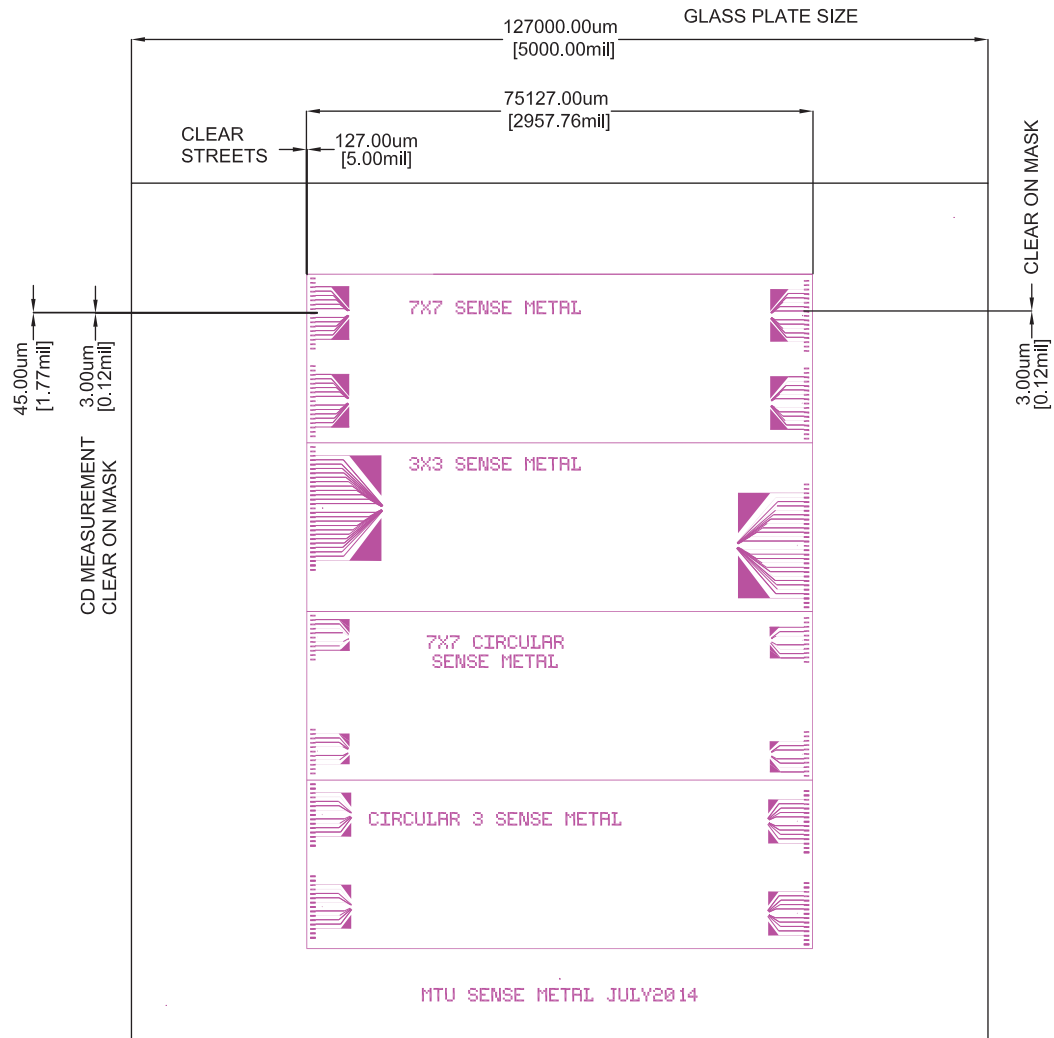 GLASS PLATE SIZE
127000.00um
[5000.00mil]
75127.00um
[2957.76mil]
CLEAR
STREETS
127.00um
[5.00mil]
CLEAR ON MASK
7X7 SENSE METAL
45.00um
[1.77mil]
3.00um
[0.12mil]
3.00um
[0.12mil]
CD MEASUREMENT
CLEAR ON MASK
3X3 SENSE METAL
7X7 CIRCULAR
SENSE METAL
CIRCULAR 3 SENSE METAL
MTU SENSE METAL JULY2014